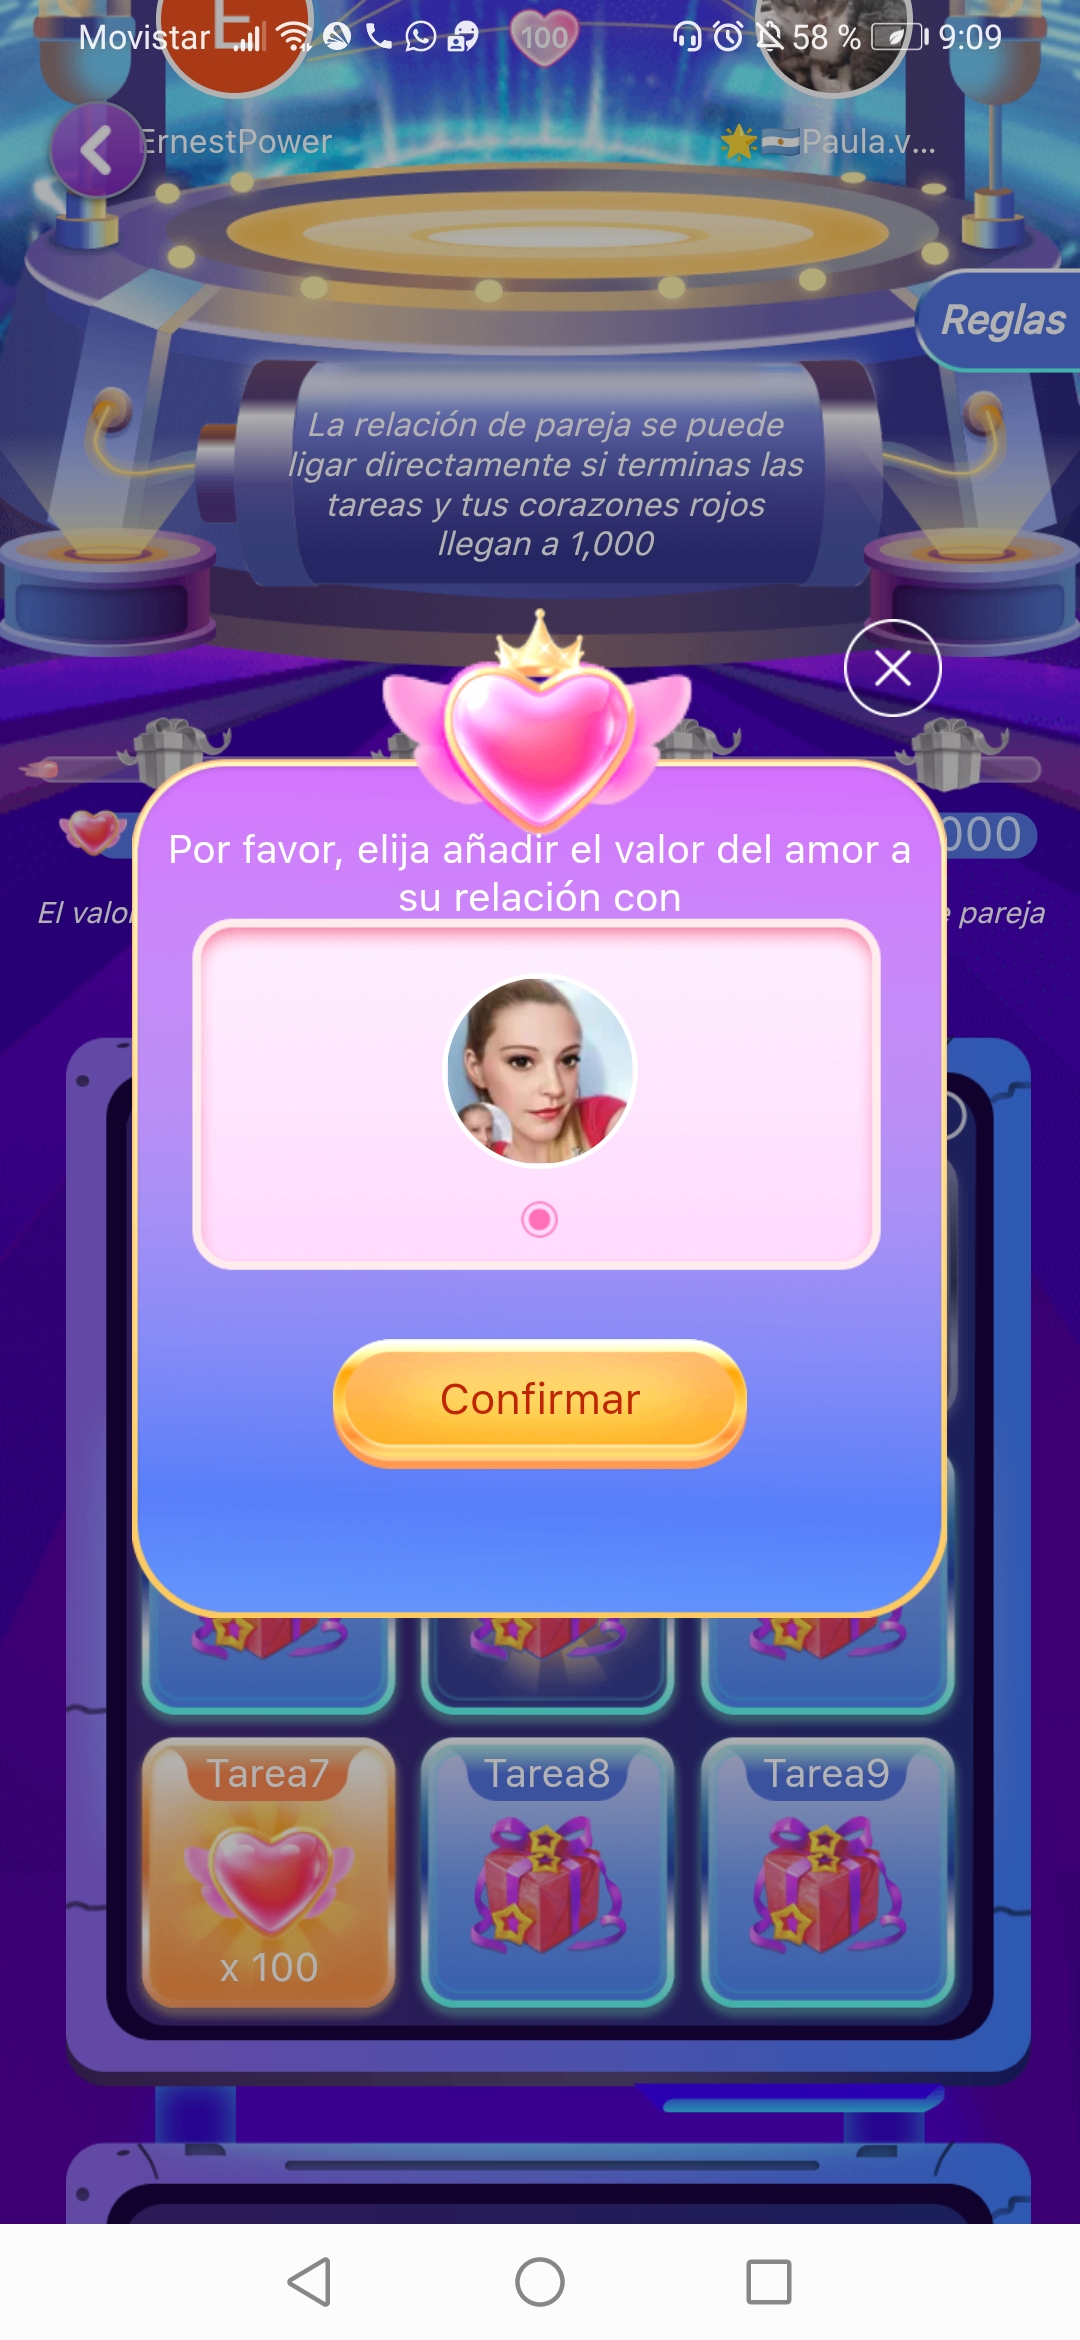 Movistar 58 % 9:09
100
ErnestPower 🌟🇦🇷Paula.v...
Reglas
La relación de pareja se puede
ligar directamente si terminas las
tareas y tus corazones rojos
llegan a 1,000
000
Por favor, elija añadir el valor del amor a
su relación con
El valor
pareja
Confirmar
Tarea7 Tarea8 Tarea9
x 100